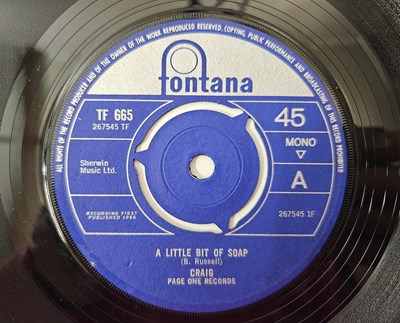 ALL RIGHTS OF THE RECORD PRODUCER AND OF THE OWNER OF THE WORK REPRODUCED RESERVED. COPYING, PUBLIC PERFORMANCE AND BROADCASTING OF THIS RECORD PROHIBITED
fontana
TF 665
267545 TF
45
MONO
Sherwin
Music Ltd.
A
RECORDING FIRST
PUBLISHED 1966
267545 1F
A LITTLE BIT OF SOAP
(B. Russell)
CRAIG
PAGE ONE RECORDS